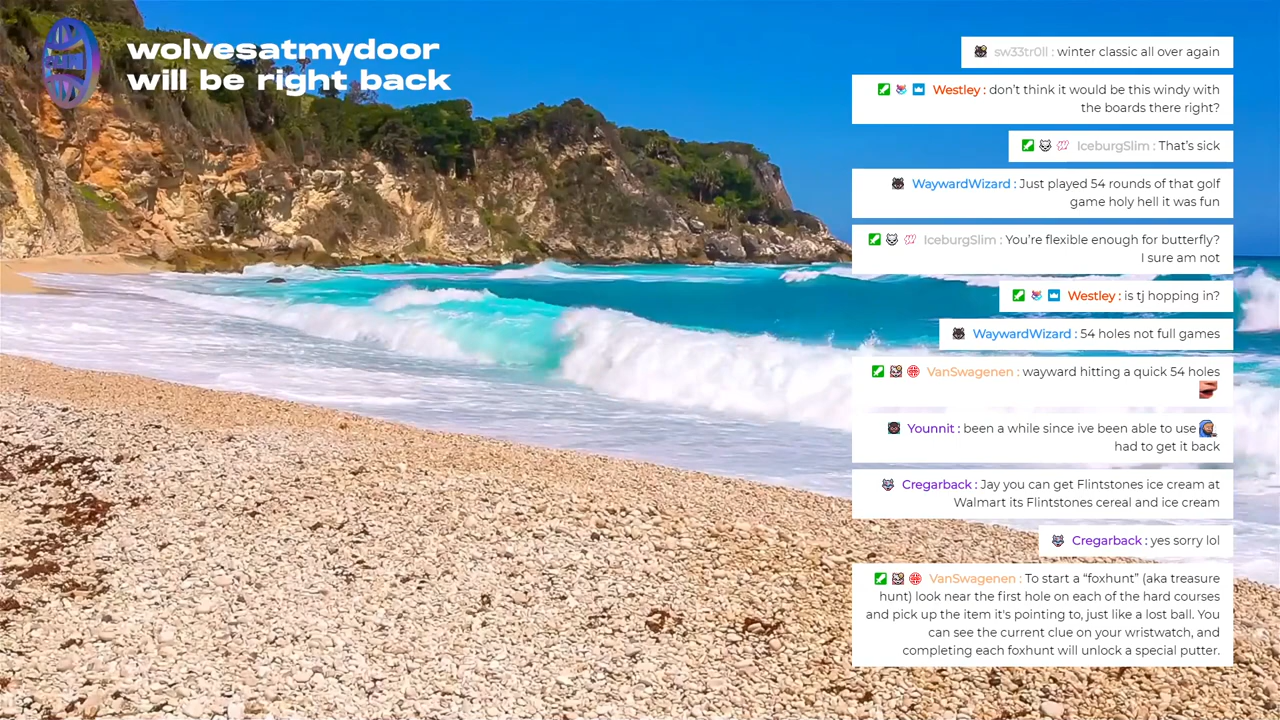 wolvesatmydoor
will be right back
sw33tr0ll : winter classic all over again
Westley : don't think it would be this windy with
the boards there right?
IceburgSlim : That's sick
WaywardWizard : Just played 54 rounds of that golf
game holy hell it was fun
IceburgSlim : You're flexible enough for butterfly?
I sure am not
Westley : is tj hopping in?
WaywardWizard : 54 holes not full games
VanSwagenen : wayward hitting a quick 54 holes
Younnit : been a while since ive been able to use
had to get it back
Cregarback : Jay you can get Flintstones ice cream at
Walmart its Flintstones cereal and ice cream
Cregarback : yes sorry lol
VanSwagenen : To start a “foxhunt” (aka treasure
hunt) look near the first hole on each of the hard courses
and pick up the item it's pointing to, just like a lost ball. You
can see the current clue on your wristwatch, and
completing each foxhunt will unlock a special putter.